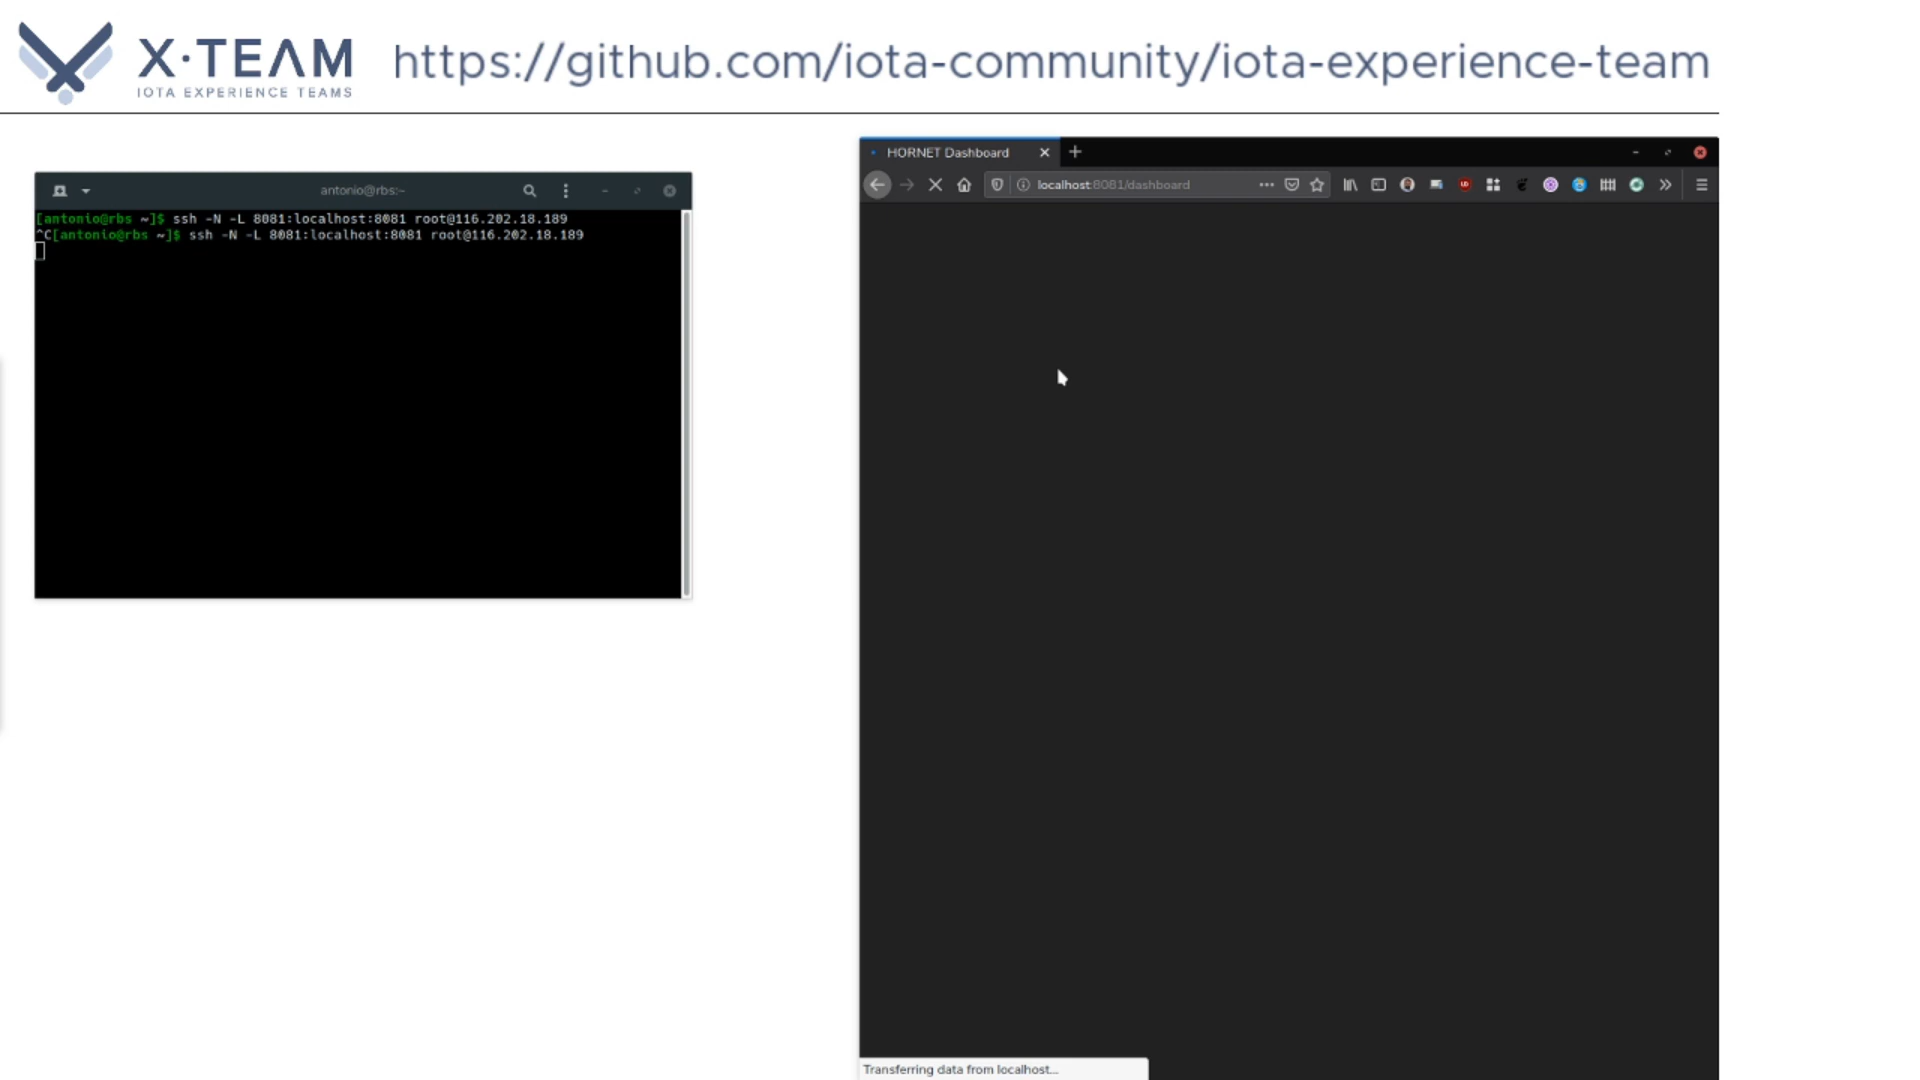 X·TEAM
IOTA EXPERIENCE TEAMS
https://github.com/iota-community/iota-experience-team
antonio@rbs:~
[antonio@rbs ~]$ ssh -N -L 8081:localhost:8081 root@116.202.18.189
^C[antonio@rbs ~]$ ssh -N -L 8081:localhost:8081 root@116.202.18.189
HORNET Dashboard
localhost:8081/dashboard
Transferring data from localhost...